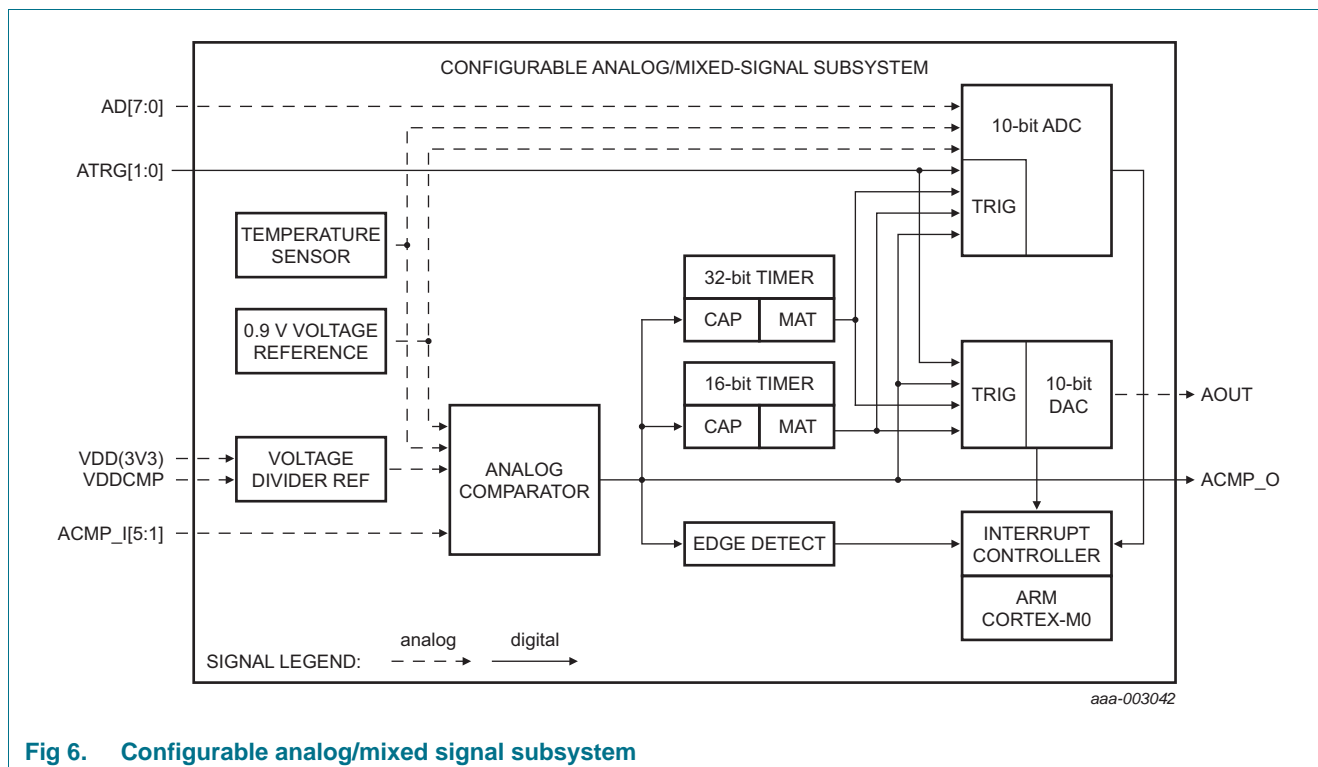 CONFIGURABLE ANALOG/MIXED-SIGNAL SUBSYSTEM
AD[7:0]
ATRG[1:0]
10-bit ADC
TRIG
TEMPERATURE
SENSOR
0.9 V VOLTAGE
REFERENCE
32-bit TIMER
CAP
MAT
16-bit TIMER
CAP
MAT
TRIG
10-bit
DAC
AOUT
VDD(3V3)
VDDCMP
VOLTAGE
DIVIDER REF
ANALOG
COMPARATOR
ACMP_O
ACMP_I[5:1]
EDGE DETECT
INTERRUPT
CONTROLLER
ARM
CORTEX-M0
analog
digital
SIGNAL LEGEND:
aaa-003042
Fig 6. Configurable analog/mixed signal subsystem